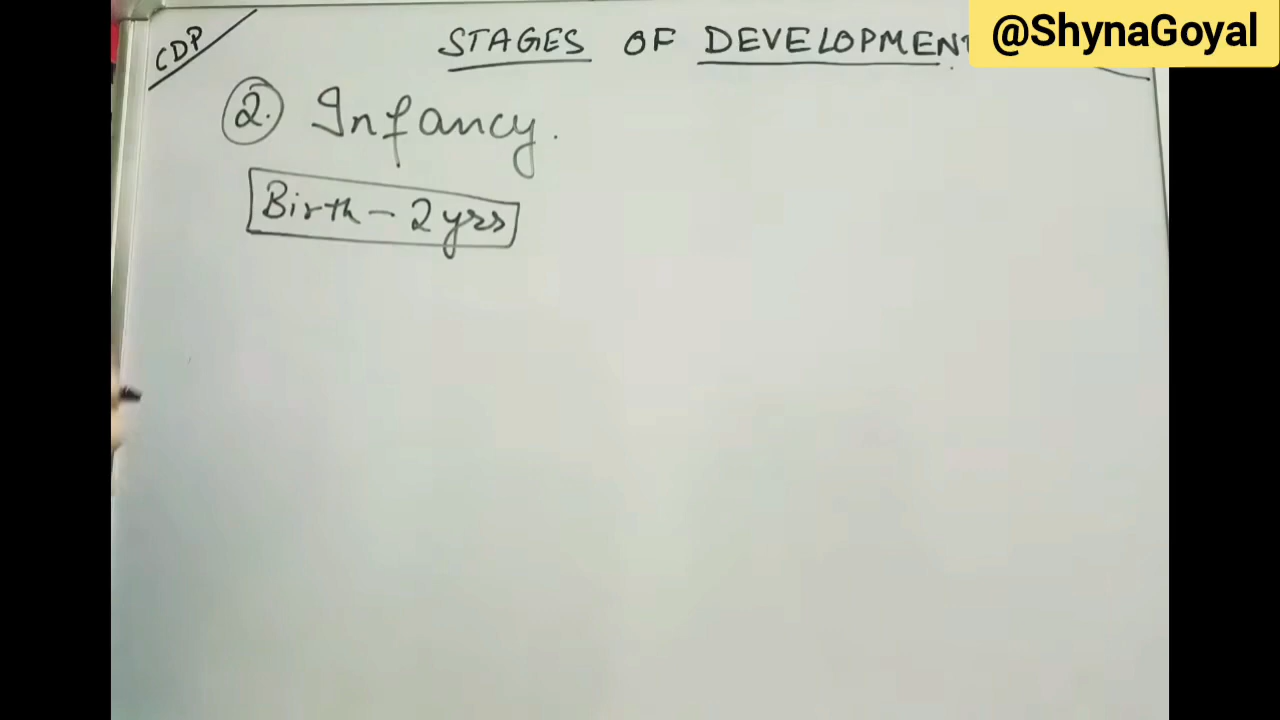 CDP
STAGES OF DEVELOPMENT
@ShynaGoyal
2. Infancy.
Birth - 2 yrs